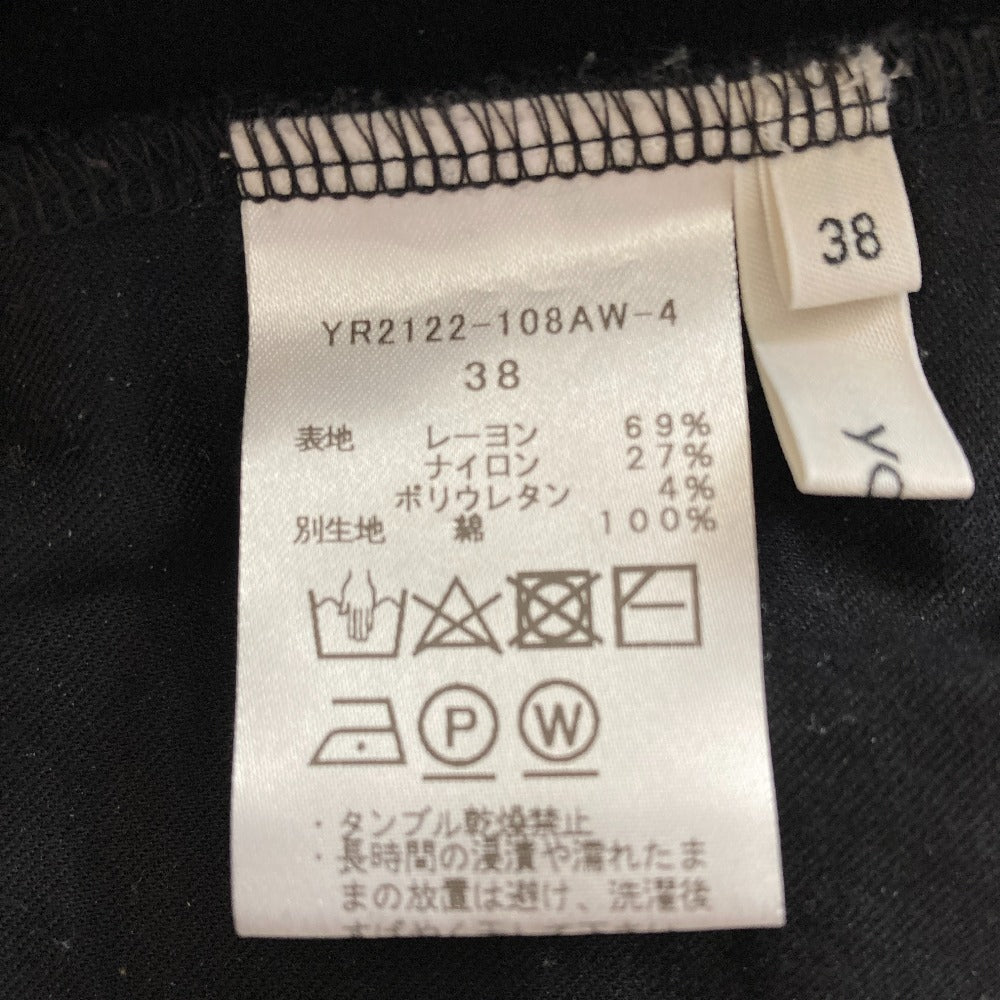 YR2122-108AW-4
38
表地 レーヨン 69%
ナイロン 27%
ポリウレタン 4%
別生地 綿 100%
P W
・タンブル乾燥禁止
・長時間の浸漬や濡れたま
まの放置は避け、洗濯後
38